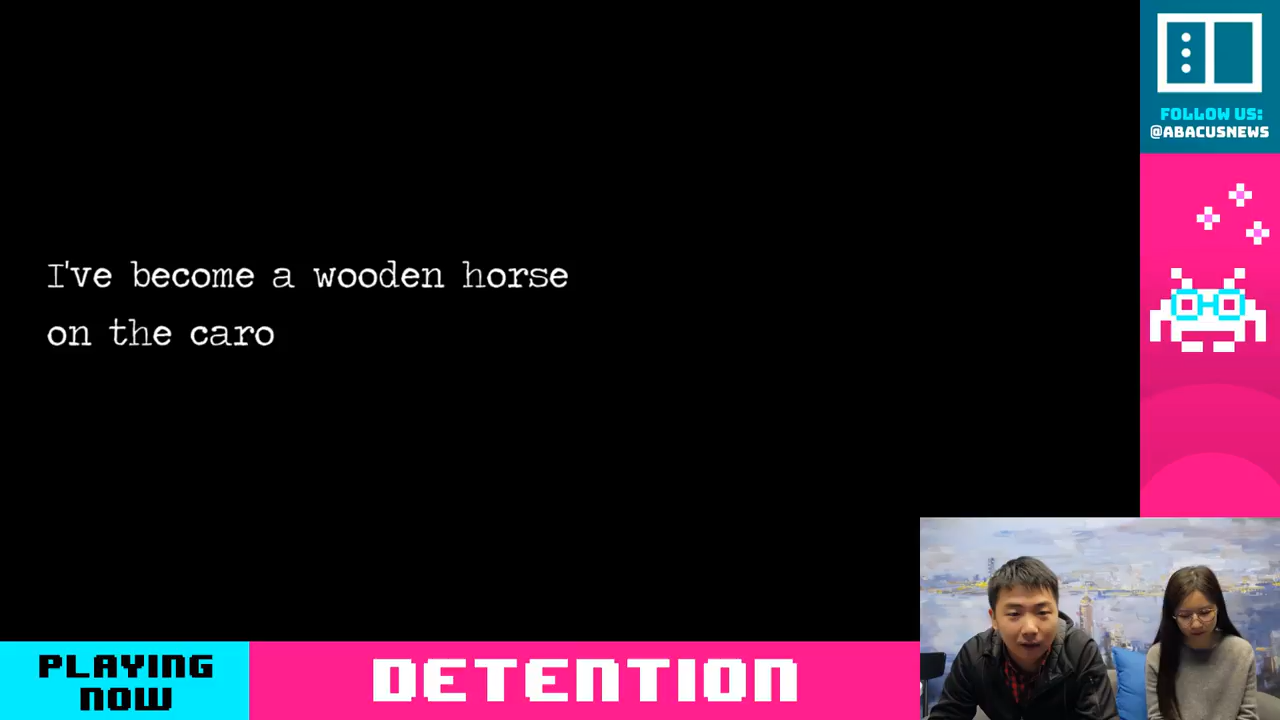 I've become a wooden horse
on the caro
FOLLOW US:
@ABACUSNEWS
PLAYING
NOW
DETENTION